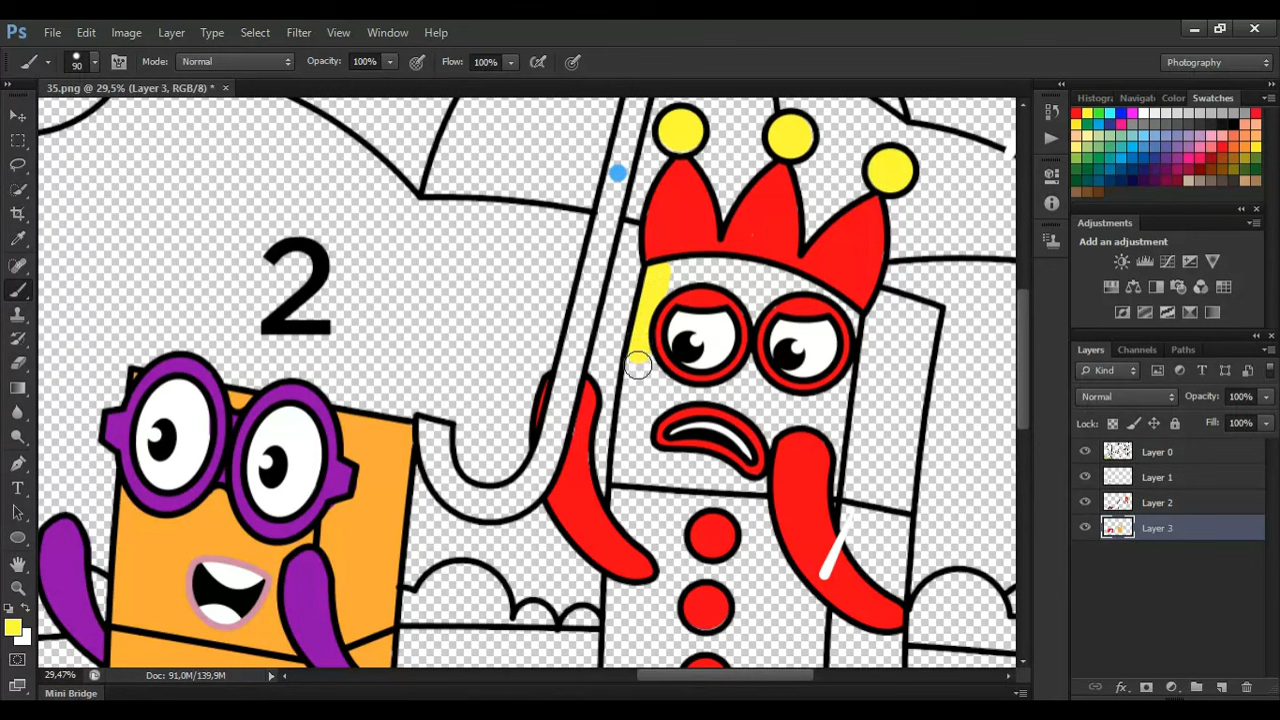 Ps File Edit Image Layer Type Select Filter View Window Help
90 Mode: Normal Opacity: 100% Flow: 100% Photography
35.png @ 29,5% (Layer 3, RGB/8) * ×
Histogr Navigat Color Swatches
Adjustments
Add an adjustment
Layers Channels Paths
Kind
Normal Opacity: 100%
Lock: Fill: 100%
Layer 0
Layer 1
Layer 2
Layer 3
2
T
29,47% Doc: 91,0M/139,9M
Mini Bridge